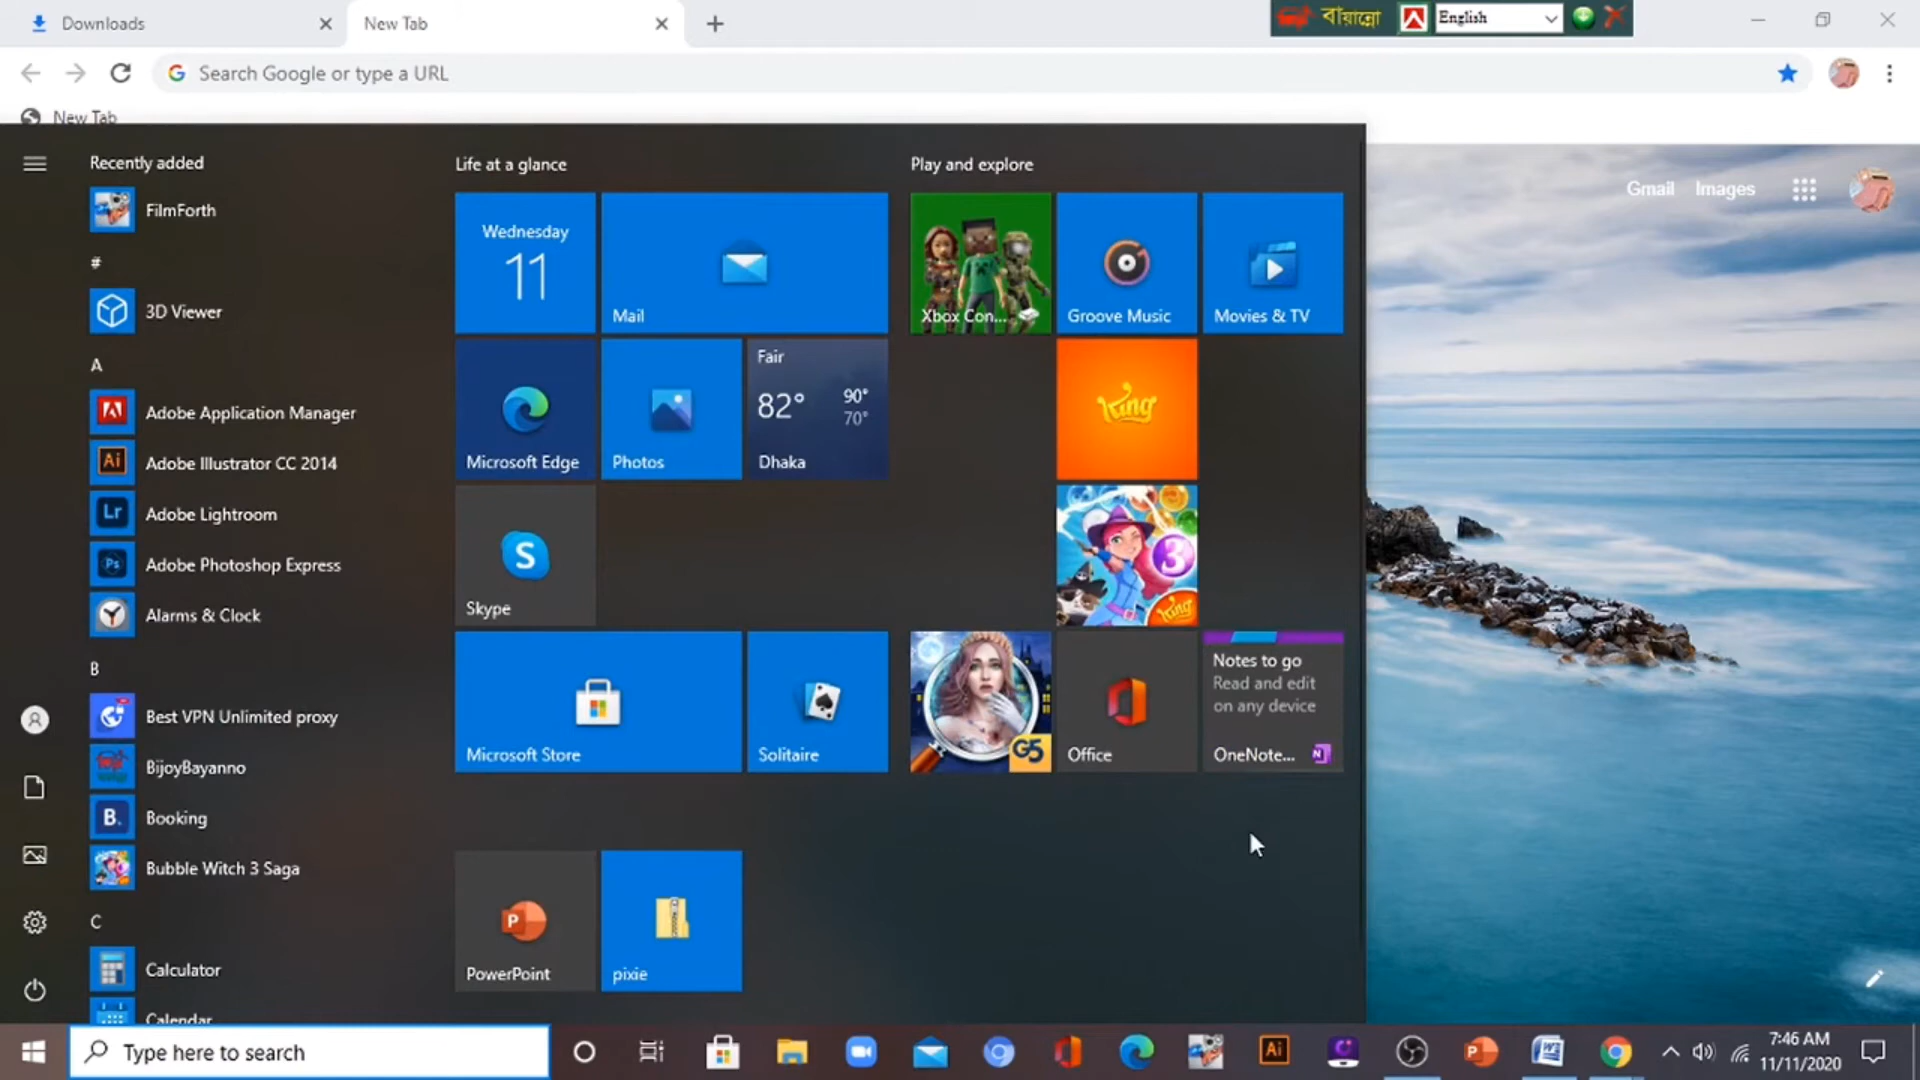 Downloads
New Tab
বায়ান্নো
English
Search Google or type a URL
New Tab
Gmail
Images
Recently added
FilmForth
#
3D Viewer
A
Adobe Application Manager
Adobe Illustrator CC 2014
Adobe Lightroom
Adobe Photoshop Express
Alarms & Clock
B
Best VPN Unlimited proxy
BijoyBayanno
Booking
Bubble Witch 3 Saga
C
Calculator
Calendar
Life at a glance
Wednesday
11
Mail
Microsoft Edge
Photos
Fair
82°
90°
70°
Dhaka
Skype
Microsoft Store
Solitaire
PowerPoint
pixie
Play and explore
Xbox Con...
Groove Music
Movies & TV
King
3
King
G5
Office
Notes to go
Read and edit
on any device
OneNote...
Type here to search
7:46 AM
11/11/2020